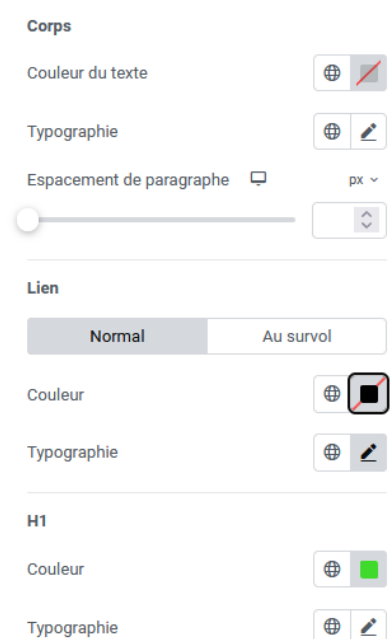 Corps
Couleur du texte
Typographie
Espacement de paragraphe px
Lien
Normal Au survol
Couleur
Typographie
H1
Couleur
Typographie